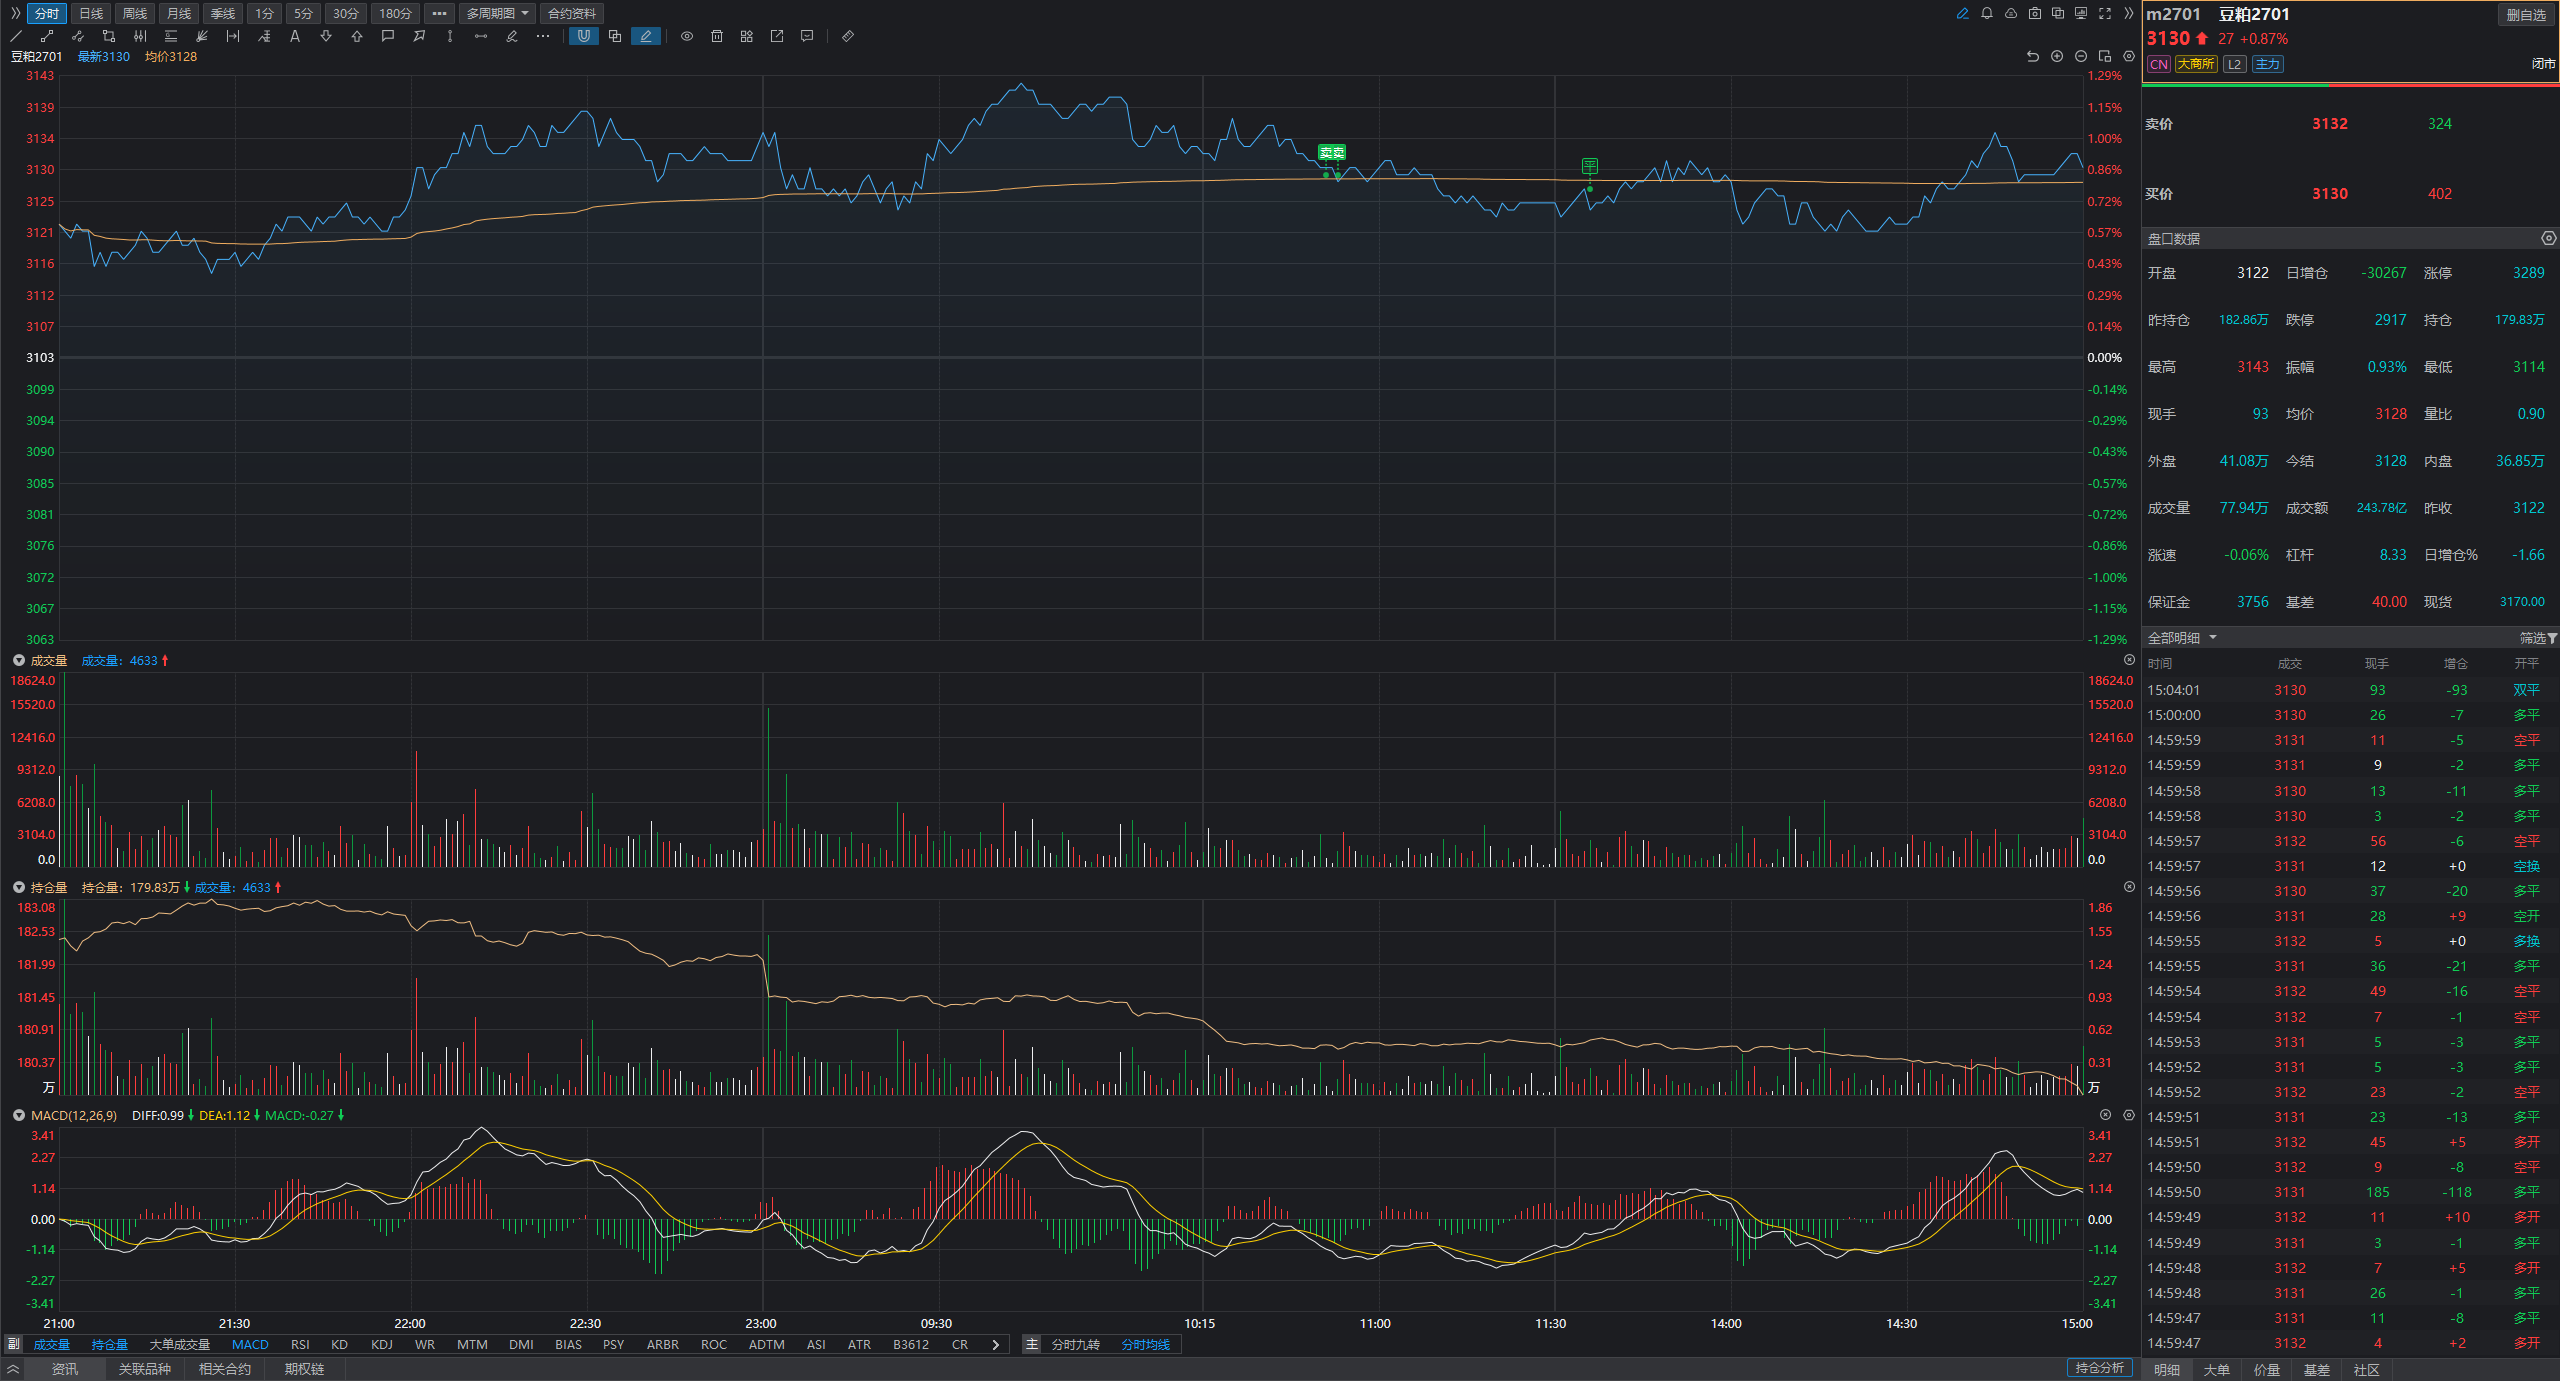 分时 日线 周线 月线 季线 1分 5分 30分 180分 ••• 多周期图 合约资料
豆粕2701 最新3130 均价3128
3143 1.29%
3139 1.15%
3134 1.00%
3130 0.86%
3125 0.72%
3121 0.57%
3116 0.43%
3112 0.29%
3107 0.14%
3103 0.00%
3099 -0.14%
3094 -0.29%
3090 -0.43%
3085 -0.57%
3081 -0.72%
3076 -0.86%
3072 -1.00%
3067 -1.15%
3063 -1.29%
卖卖
平
成交量 成交量: 4633
18624.0 18624.0
15520.0 15520.0
12416.0 12416.0
9312.0 9312.0
6208.0 6208.0
3104.0 3104.0
0.0 0.0
持仓量 持仓量: 179.83万 成交量: 4633
183.08 1.86
182.53 1.55
181.99 1.24
181.45 0.93
180.91 0.62
180.37 0.31
万 万
MACD(12,26,9) DIFF:0.99 DEA:1.12 MACD:-0.27
3.41 3.41
2.27 2.27
1.14 1.14
0.00 0.00
-1.14 -1.14
-2.27 -2.27
-3.41 -3.41
21:00 21:30 22:00 22:30 23:00 09:30 10:15 11:00 11:30 14:00 14:30 15:00
副 成交量 持仓量 大单成交量 MACD RSI KD KDJ WR MTM DMI BIAS PSY ARBR ROC ADTM ASI ATR B3612 CR 主 分时九转 分时均线
资讯 关联品种 相关合约 期权链 持仓分析
m2701 豆粕2701 删自选
3130 27 +0.87%
CN 大商所 L2 主力 闭市
卖价 3132 324
买价 3130 402
盘口数据
开盘 3122 日增仓 -30267 涨停 3289
昨持仓 182.86万 跌停 2917 持仓 179.83万
最高 3143 振幅 0.93% 最低 3114
现手 93 均价 3128 量比 0.90
外盘 41.08万 今结 3128 内盘 36.85万
成交量 77.94万 成交额 243.78亿 昨收 3122
涨速 -0.06% 杠杆 8.33 日增仓% -1.66
保证金 3756 基差 40.00 现货 3170.00
全部明细 筛选
时间 成交 现手 增仓 开平
15:04:01 3130 93 -93 双平
15:00:00 3130 26 -7 多平
14:59:59 3131 11 -5 空平
14:59:59 3131 9 -2 多平
14:59:58 3130 13 -11 多平
14:59:58 3130 3 -2 多平
14:59:57 3132 56 -6 空平
14:59:57 3131 12 +0 空换
14:59:56 3130 37 -20 多平
14:59:56 3131 28 +9 空开
14:59:55 3132 5 +0 多换
14:59:55 3131 36 -21 多平
14:59:54 3132 49 -16 空平
14:59:54 3132 7 -1 空平
14:59:53 3131 5 -3 多平
14:59:52 3131 5 -3 多平
14:59:52 3132 23 -2 空平
14:59:51 3131 23 -13 多平
14:59:51 3132 45 +5 多开
14:59:50 3132 9 -8 空平
14:59:50 3131 185 -118 多平
14:59:49 3132 11 +10 多开
14:59:49 3131 3 -1 多平
14:59:48 3132 7 +5 多开
14:59:48 3131 26 -1 多平
14:59:47 3131 11 -8 多平
14:59:47 3132 4 +2 多开
明细 大单 价量 基差 社区